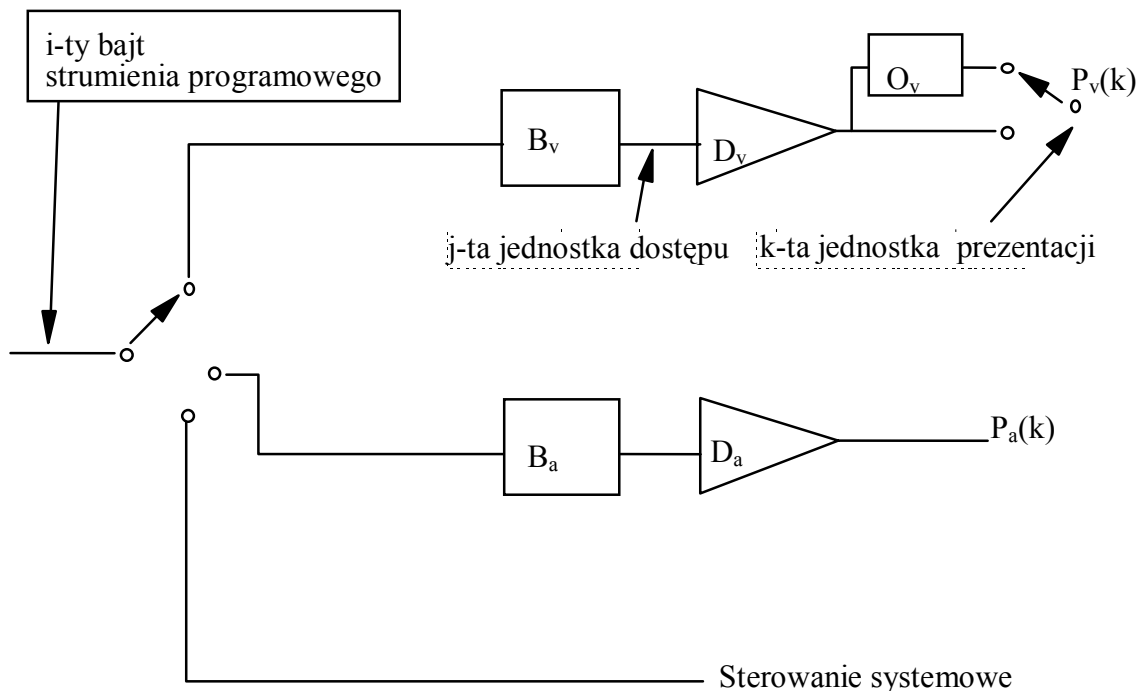 i-ty bajt
strumienia programowego
Oᵥ
Pᵥ(k)
Bᵥ
Dᵥ
j-ta jednostka dostępu
k-ta jednostka prezentacji
Bₐ
Dₐ
Pₐ(k)
Sterowanie systemowe